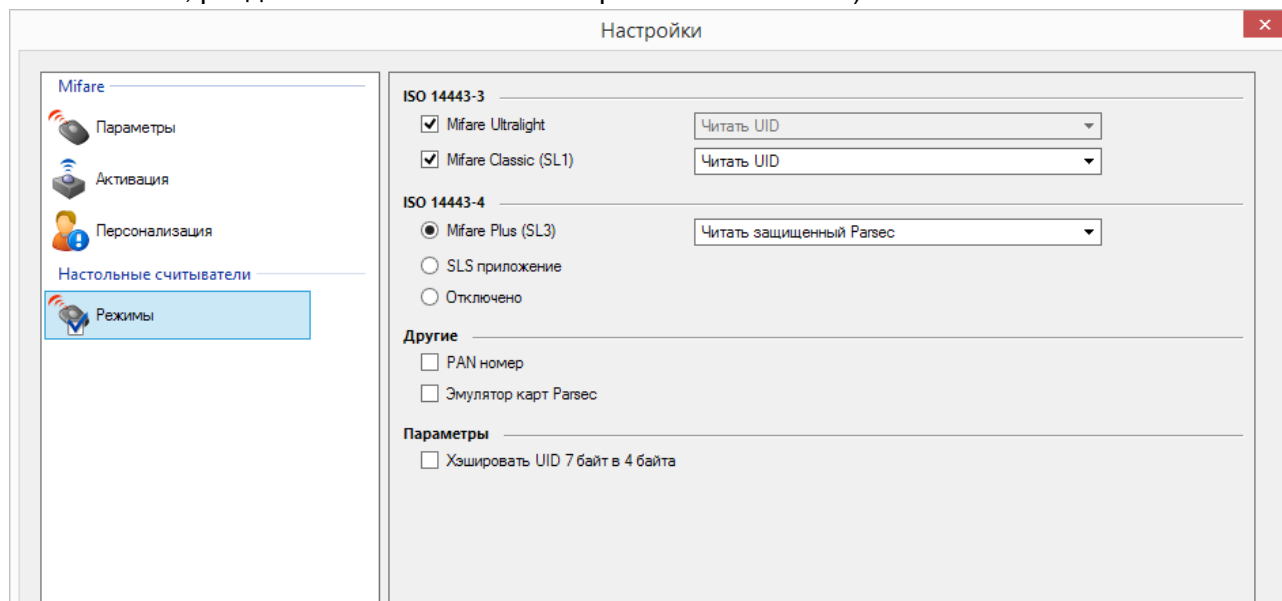 Настройки
Mifare
Параметры
Активация
Персонализация
Настольные считыватели
Режимы
ISO 14443-3
Mifare Ultralight Читать UID
Mifare Classic (SL1) Читать UID
ISO 14443-4
Mifare Plus (SL3) Читать защищенный Parsec
SLS приложение
Отключено
Другие
PAN номер
Эмулятор карт Parsec
Параметры
Хэшировать UID 7 байт в 4 байта